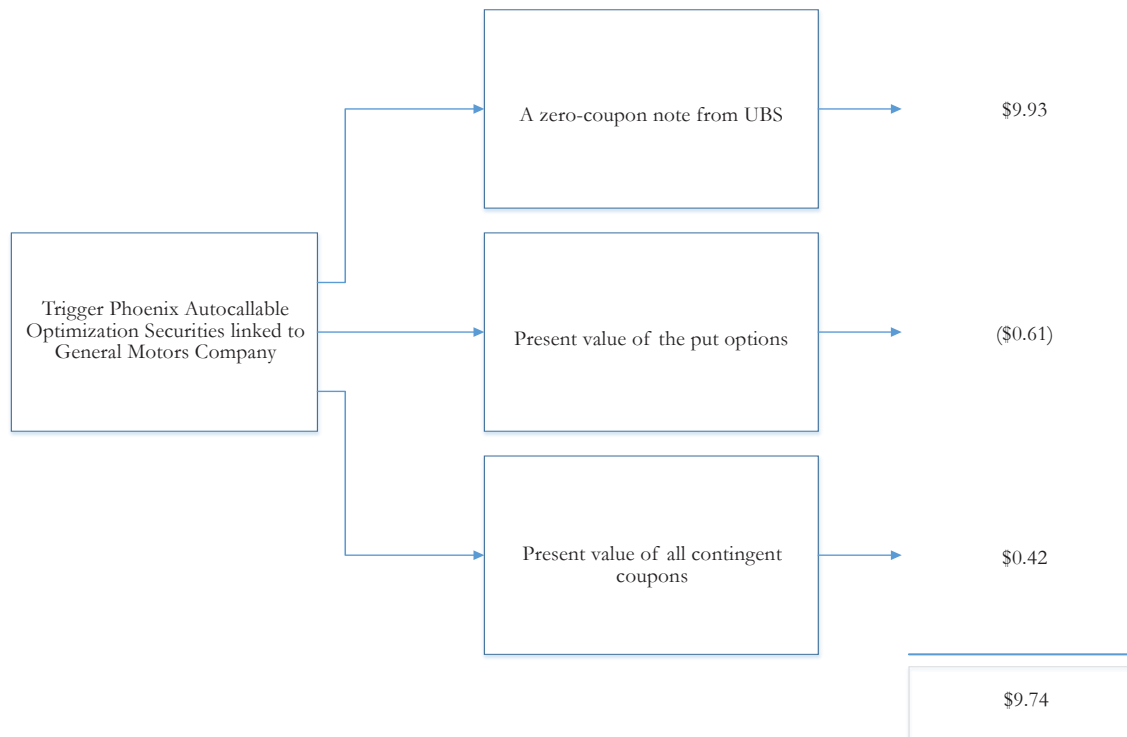 A zero-coupon note from UBS
$9.93
Trigger Phoenix Autocallable
Optimization Securities linked to
General Motors Company
Present value of the put options
($0.61)
Present value of all contingent
coupons
$0.42
$9.74